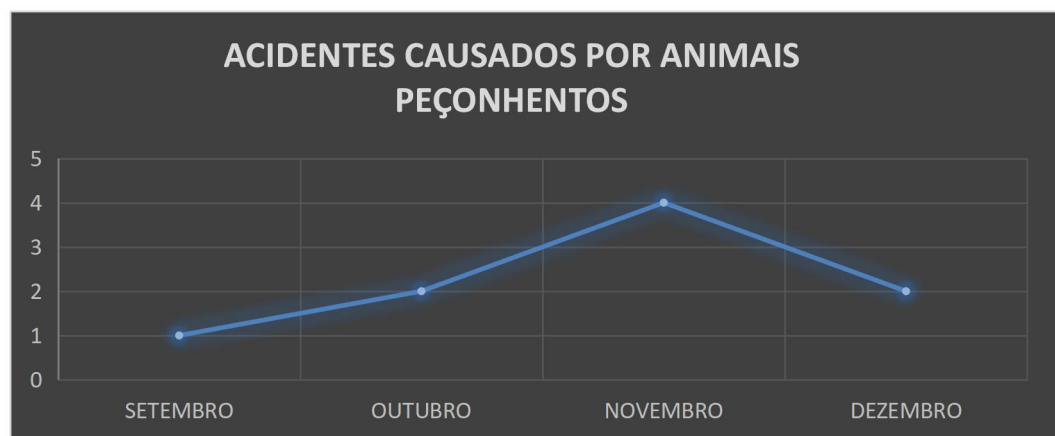 ACIDENTES CAUSADOS POR ANIMAIS
PEÇONHENTOS
5
4
3
2
1
0
SETEMBRO OUTUBRO NOVEMBRO DEZEMBRO